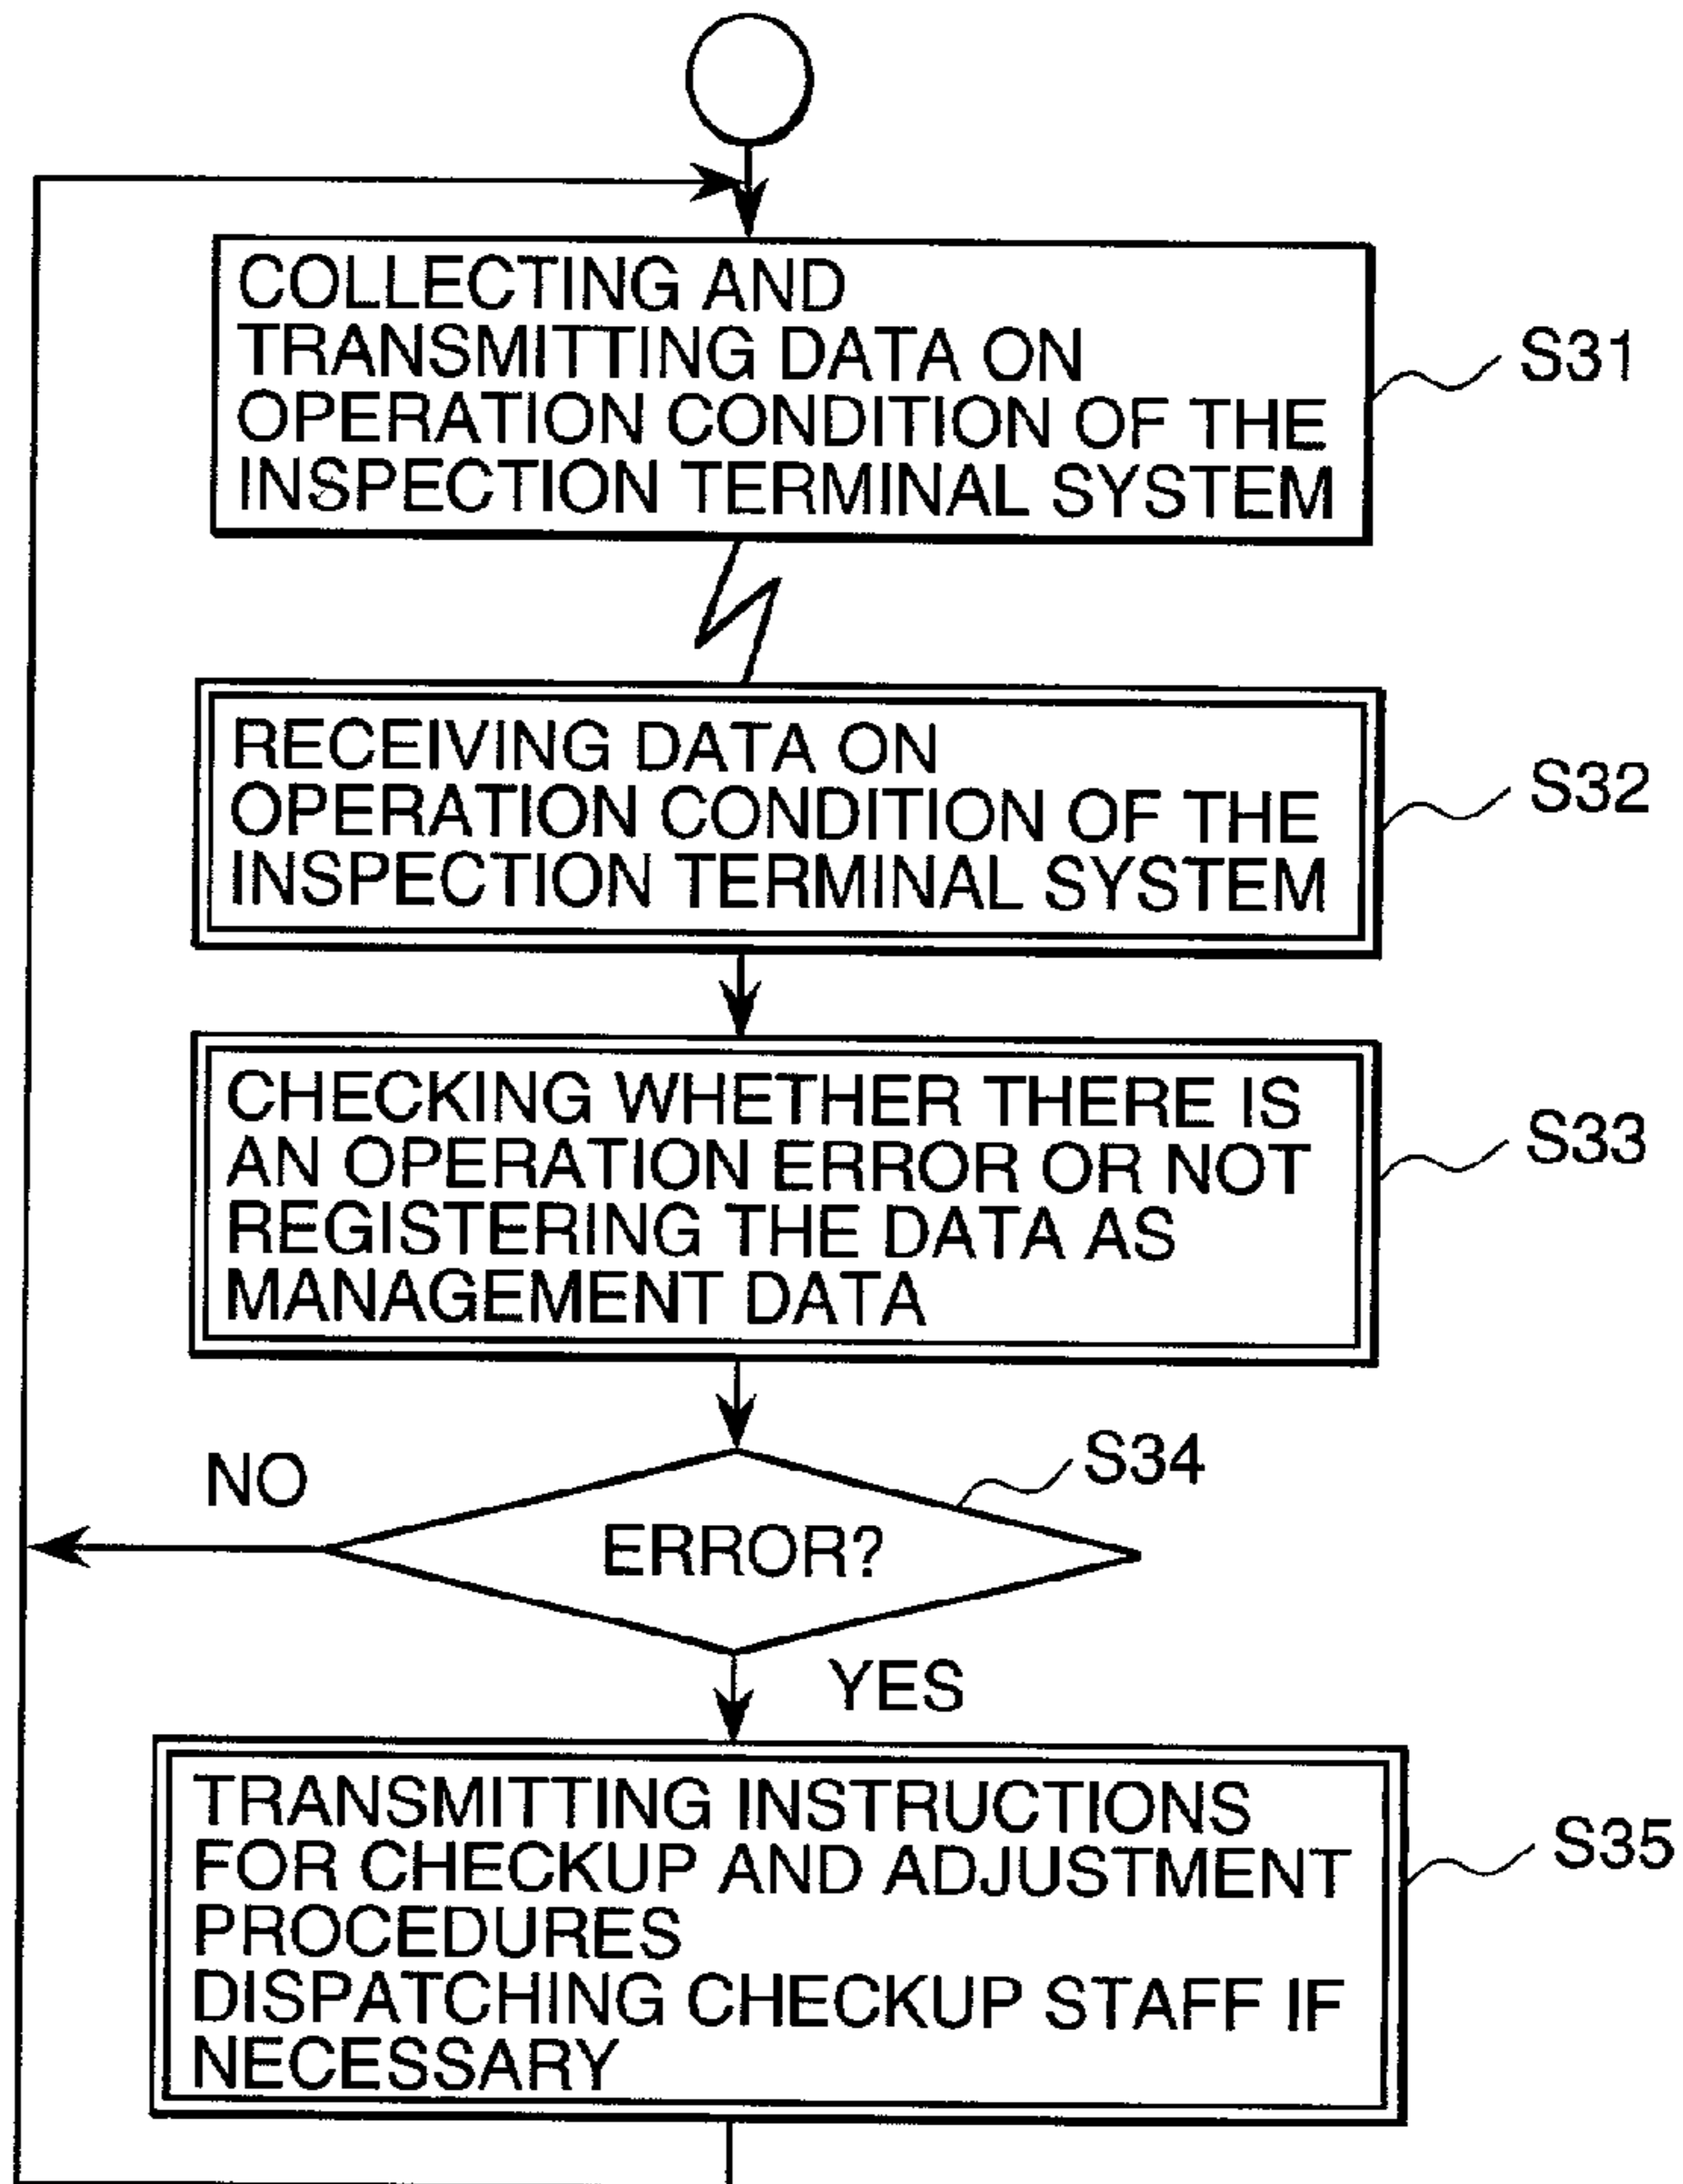 COLLECTING AND
TRANSMITTING DATA ON
OPERATION CONDITION OF THE
INSPECTION TERMINAL SYSTEM
S31
RECEIVING DATA ON
OPERATION CONDITION OF THE
INSPECTION TERMINAL SYSTEM
S32
CHECKING WHETHER THERE IS
AN OPERATION ERROR OR NOT
REGISTERING THE DATA AS
MANAGEMENT DATA
S33
NO
S34
ERROR?
YES
TRANSMITTING INSTRUCTIONS
FOR CHECKUP AND ADJUSTMENT
PROCEDURES
DISPATCHING CHECKUP STAFF IF
NECESSARY
S35